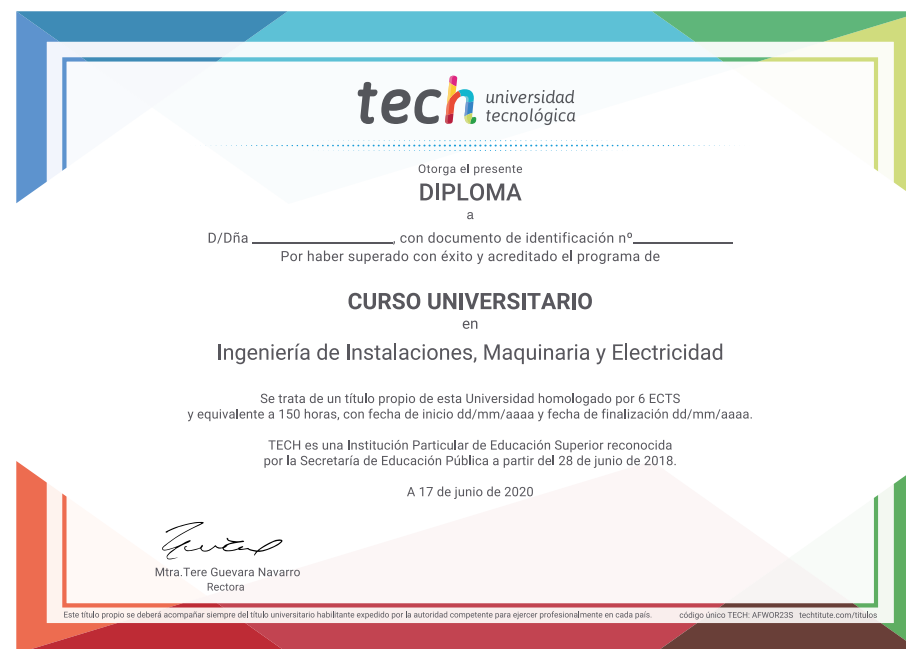 tech universidad
tecnológica
Otorga el presente
DIPLOMA
a
D/Dña ____________________, con documento de identificación nº______________
Por haber superado con éxito y acreditado el programa de
CURSO UNIVERSITARIO
en
Ingeniería de Instalaciones, Maquinaria y Electricidad
Se trata de un título propio de esta Universidad homologado por 6 ECTS
y equivalente a 150 horas, con fecha de inicio dd/mm/aaaa y fecha de finalización dd/mm/aaaa.
TECH es una Institución Particular de Educación Superior reconocida
por la Secretaría de Educación Pública a partir del 28 de junio de 2018.
A 17 de junio de 2020
Mtra.Tere Guevara Navarro
Rectora
Este título propio se deberá acompañar siempre del título universitario habilitante expedido por la autoridad competente para ejercer profesionalmente en cada país. código único TECH: AFWOR23S techtitute.com/titulos